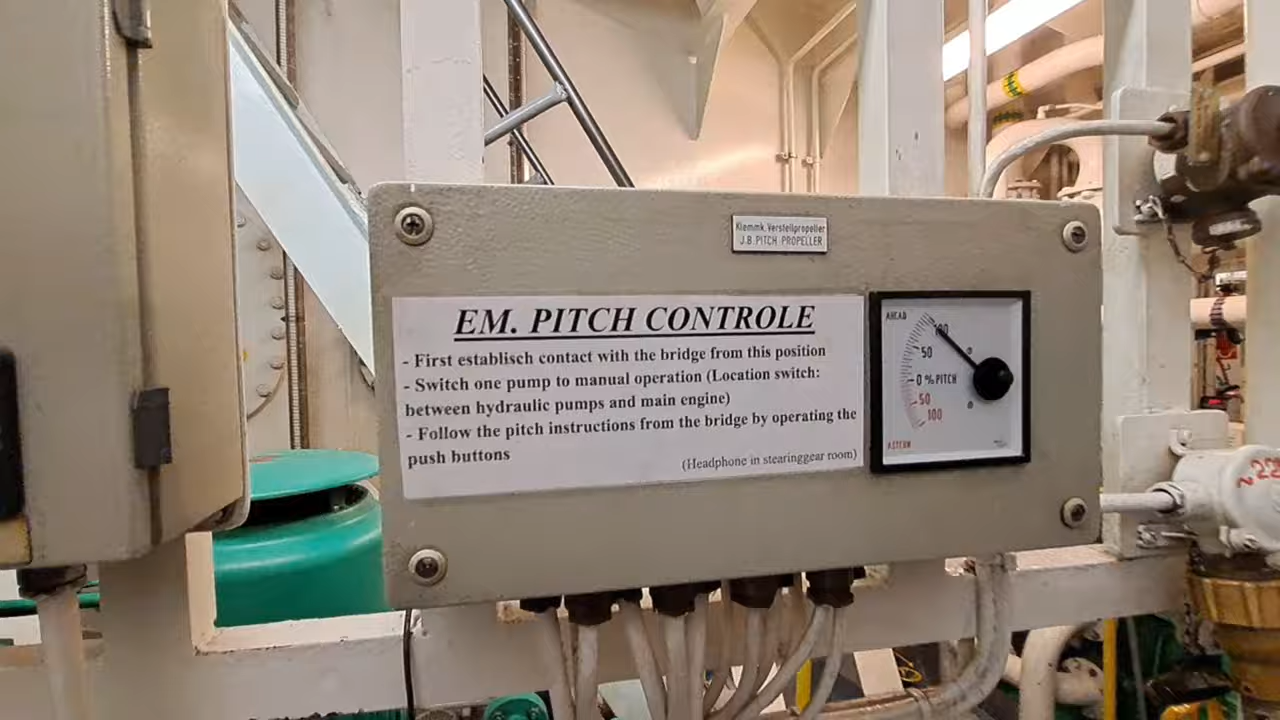 Klemmk. Verstellpropeller
J.B. PITCH PROPELLER
EM. PITCH CONTROLE
- First establisch contact with the bridge from this position
- Switch one pump to manual operation (Location switch:
between hydraulic pumps and main engine)
- Follow the pitch instructions from the bridge by operating the
push buttons
(Headphone in stearinggear room)
AHEAD
100
50
0 % PITCH
50
100
ASTERN
~22